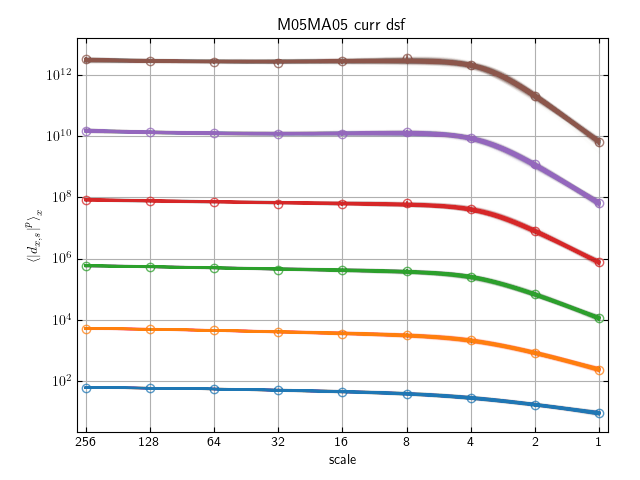 M05MA05 curr dsf
10^{12}
10^{10}
10^{8}
10^{6}
10^{4}
10^{2}
⟨|d_{x,s}|^p⟩_x
256 128 64 32 16 8 4 2 1
scale